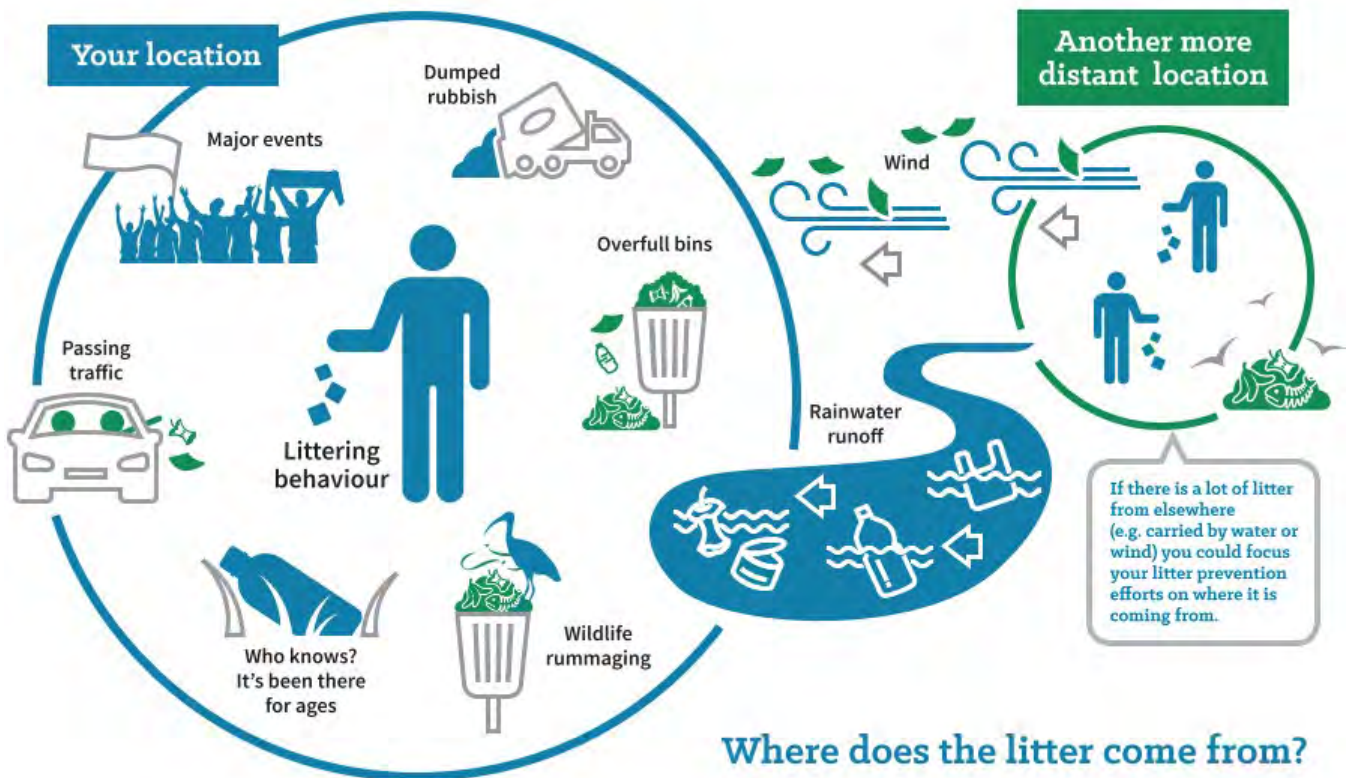 Your location
Another more
distant location
Dumped
rubbish
Major events
Wind
Overfull bins
Passing
traffic
Rainwater
runoff
Littering
behaviour
If there is a lot of litter
from elsewhere
(e.g. carried by water or
wind) you could focus
your litter prevention
efforts on where it is
coming from.
Who knows?
It's been there
for ages
Wildlife
rummaging
Where does the litter come from?